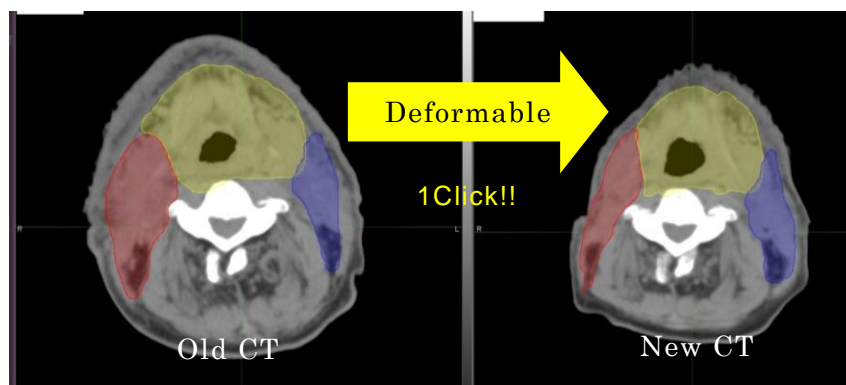 Deformable
1Click!!
R
L
R
Old CT
New CT